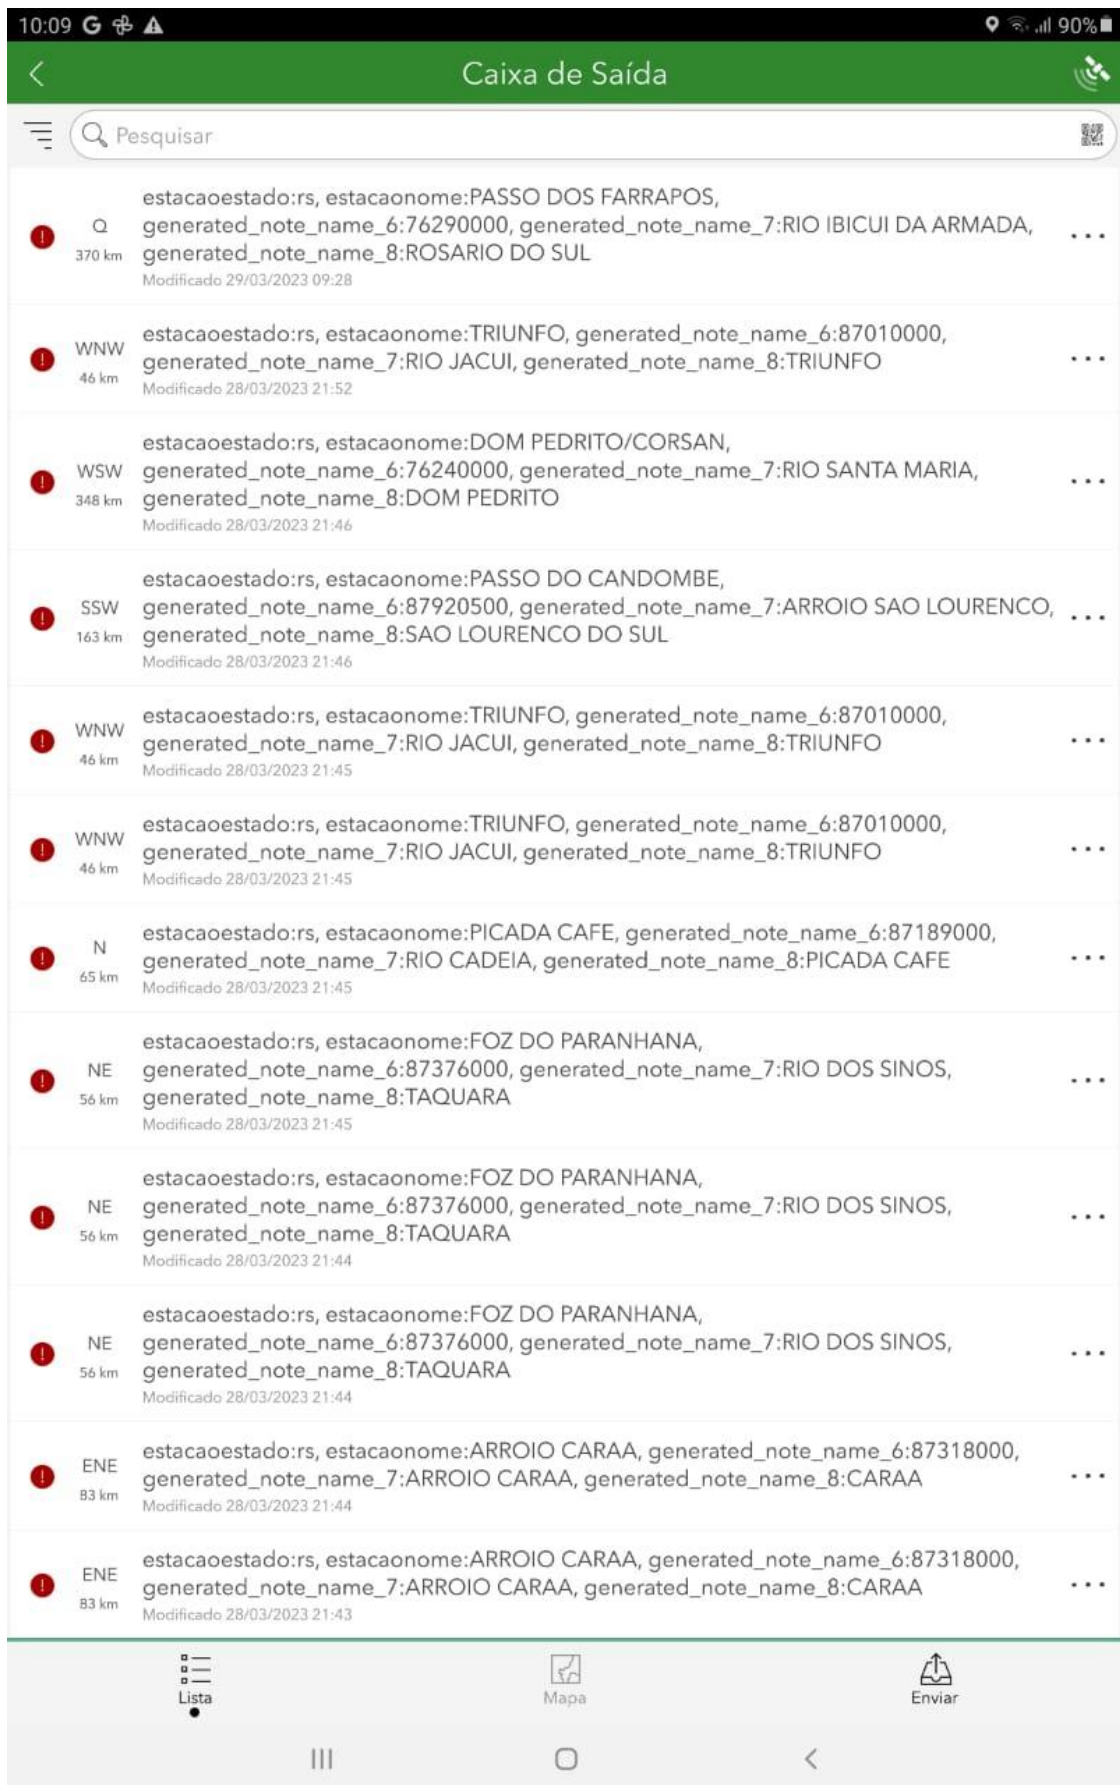 10:09 G
90%
Caixa de Saída
Pesquisar
estacaoestado:rs, estacaonome:PASSO DOS FARRAPOS,
Q
generated_note_name_6:76290000, generated_note_name_7:RIO IBICUI DA ARMADA,
370 km
generated_note_name_8:ROSARIO DO SUL
Modificado 29/03/2023 09:28
estacaoestado:rs, estacaonome:TRIUNFO, generated_note_name_6:87010000,
WNW
generated_note_name_7:RIO JACUI, generated_note_name_8:TRIUNFO
46 km
Modificado 28/03/2023 21:52
estacaoestado:rs, estacaonome:DOM PEDRITO/CORSAN,
WSW
generated_note_name_6:76240000, generated_note_name_7:RIO SANTA MARIA,
348 km
generated_note_name_8:DOM PEDRITO
Modificado 28/03/2023 21:46
estacaoestado:rs, estacaonome:PASSO DO CANDOMBE,
SSW
generated_note_name_6:87920500, generated_note_name_7:ARROIO SAO LOURENCO,
163 km
generated_note_name_8:SAO LOURENCO DO SUL
Modificado 28/03/2023 21:46
estacaoestado:rs, estacaonome:TRIUNFO, generated_note_name_6:87010000,
WNW
generated_note_name_7:RIO JACUI, generated_note_name_8:TRIUNFO
46 km
Modificado 28/03/2023 21:45
estacaoestado:rs, estacaonome:TRIUNFO, generated_note_name_6:87010000,
WNW
generated_note_name_7:RIO JACUI, generated_note_name_8:TRIUNFO
46 km
Modificado 28/03/2023 21:45
estacaoestado:rs, estacaonome:PICADA CAFE, generated_note_name_6:87189000,
N
generated_note_name_7:RIO CADEIA, generated_note_name_8:PICADA CAFE
65 km
Modificado 28/03/2023 21:45
estacaoestado:rs, estacaonome:FOZ DO PARANHANA,
NE
generated_note_name_6:87376000, generated_note_name_7:RIO DOS SINOS,
56 km
generated_note_name_8:TAQUARA
Modificado 28/03/2023 21:45
estacaoestado:rs, estacaonome:FOZ DO PARANHANA,
NE
generated_note_name_6:87376000, generated_note_name_7:RIO DOS SINOS,
56 km
generated_note_name_8:TAQUARA
Modificado 28/03/2023 21:44
estacaoestado:rs, estacaonome:FOZ DO PARANHANA,
NE
generated_note_name_6:87376000, generated_note_name_7:RIO DOS SINOS,
56 km
generated_note_name_8:TAQUARA
Modificado 28/03/2023 21:44
estacaoestado:rs, estacaonome:ARROIO CARAA, generated_note_name_6:87318000,
ENE
generated_note_name_7:ARROIO CARAA, generated_note_name_8:CARAA
83 km
Modificado 28/03/2023 21:44
estacaoestado:rs, estacaonome:ARROIO CARAA, generated_note_name_6:87318000,
ENE
generated_note_name_7:ARROIO CARAA, generated_note_name_8:CARAA
83 km
Modificado 28/03/2023 21:43
Lista
Mapa
Enviar